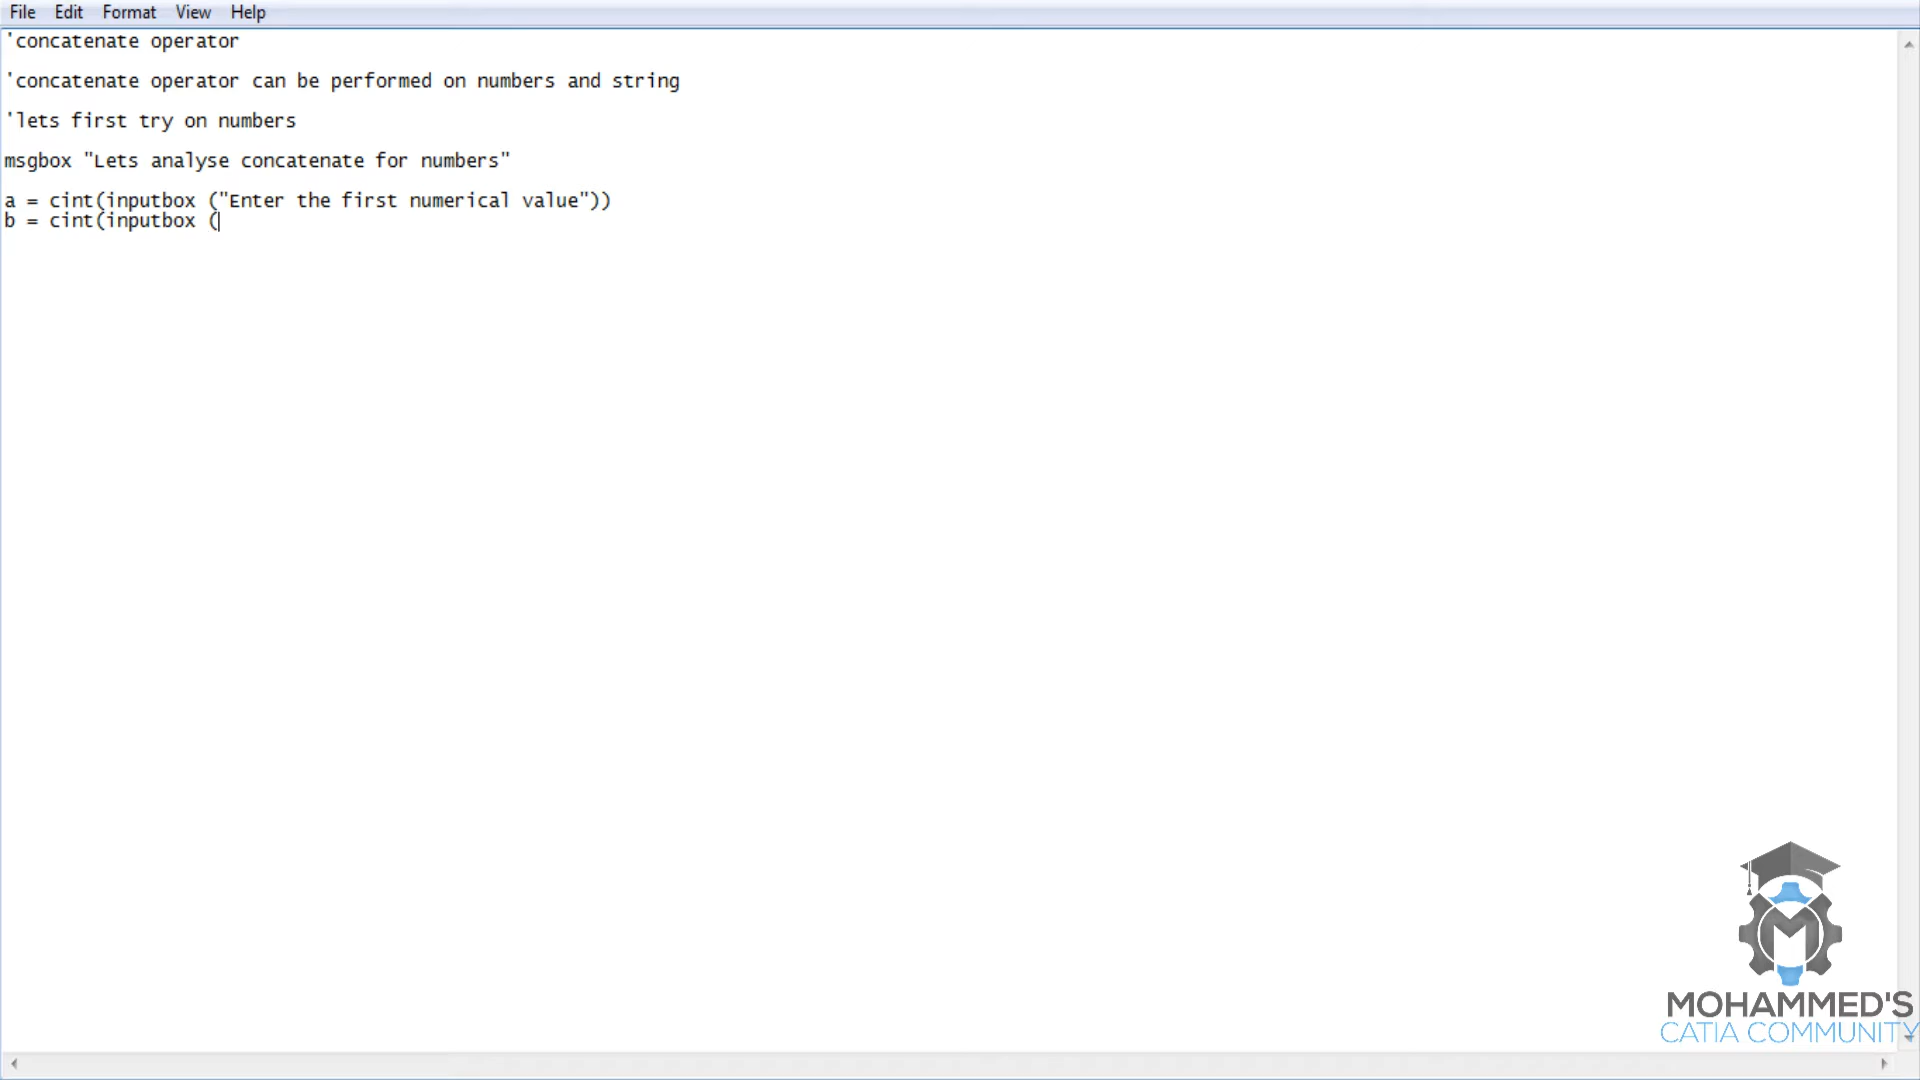 File Edit Format View Help
'concatenate operator
'concatenate operator can be performed on numbers and string
'lets first try on numbers
msgbox "Lets analyse concatenate for numbers"
a = cint(inputbox ("Enter the first numerical value"))
b = cint(inputbox (
MOHAMMED'S
CATIA COMMUNITY